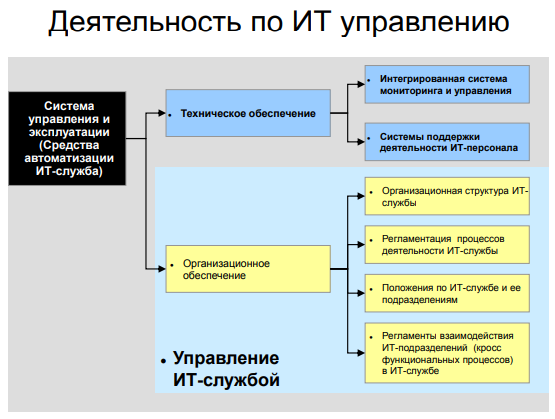 Деятельность по ИТ управлению
Система
управления и
эксплуатации
(Средства
автоматизации
ИТ-служба)
• Техническое обеспечение
• Интегрированная система
мониторинга и управления
• Системы поддержки
деятельности ИТ-персонала
• Организационное
обеспечение
• Организационная структура ИТ-
службы
• Регламентация процессов
деятельности ИТ-службы
• Положения по ИТ-службе и ее
подразделениям
• Регламенты взаимодействия
ИТ-подразделений (кросс
функциональных процессов)
в ИТ-службе
• Управление
ИТ-службой